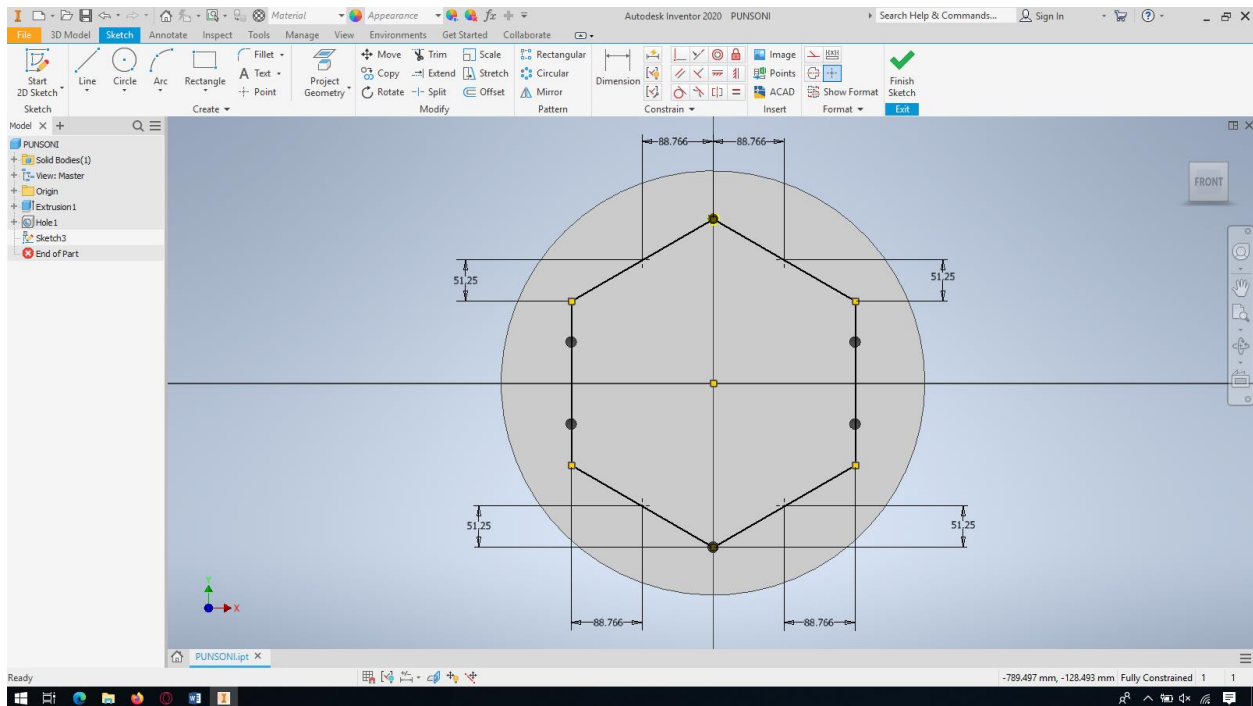 Material Appearance fx Autodesk Inventor 2020 PUNSONI Search Help & Commands... Sign In
File 3D Model Sketch Annotate Inspect Tools Manage View Environments Get Started Collaborate
Fillet Move Trim Scale Rectangular Image
Text Copy Extend Stretch Circular Points
Start 2D Sketch Line Circle Arc Rectangle Point Project Geometry Rotate Split Offset Mirror Dimension ACAD Show Format Finish Sketch
Sketch Create Modify Pattern Constrain Insert Format Exit
Model X +
PUNSONI
Solid Bodies(1)
View: Master
Origin
Extrusion1
Hole1
Sketch3
End of Part
88.766 88.766
FRONT
51,25 51,25
51,25 51,25
88.766 88.766
Y
X
PUNSONI.ipt X
Ready -789.497 mm, -128.493 mm Fully Constrained 1 1